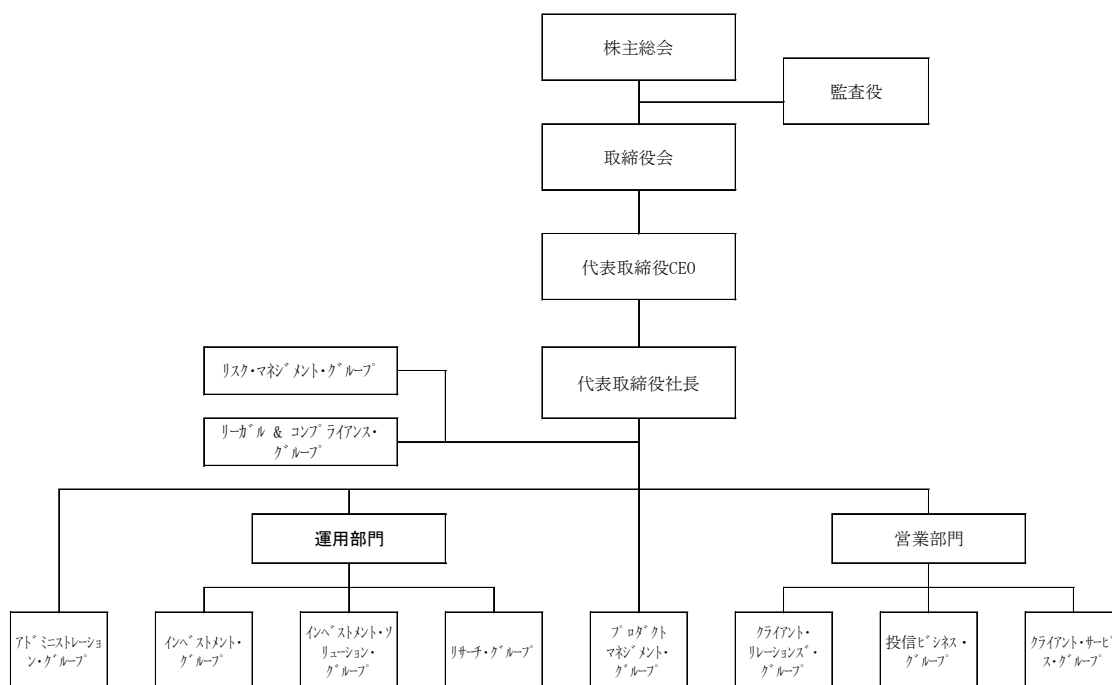 株主総会
監査役
取締役会
代表取締役CEO
代表取締役社長
ﾘｽｸ・ﾏﾈｼﾞﾒﾝﾄ・ｸﾞﾙｰﾌﾟ
ﾘｰｶﾞﾙ & ｺﾝﾌﾟﾗｲｱﾝｽ・
ｸﾞﾙｰﾌﾟ
運用部門
営業部門
ｱﾄﾞﾐﾆｽﾄﾚｰｼｮ
ﾝ・ｸﾞﾙｰﾌﾟ
ｲﾝﾍﾞｽﾄﾒﾝﾄ・
ｸﾞﾙｰﾌﾟ
ｲﾝﾍﾞｽﾄﾒﾝﾄ・ｿ
ﾘｭｰｼｮﾝ・
ｸﾞﾙｰﾌﾟ
ﾘｻｰﾁ・ｸﾞﾙｰﾌﾟ
ﾌﾟﾛﾀﾞｸﾄ
ﾏﾈｼﾞﾒﾝﾄ・
ｸﾞﾙｰﾌﾟ
ｸﾗｲｱﾝﾄ・
ﾘﾚｰｼｮﾝｽﾞ・
ｸﾞﾙｰﾌﾟ
投信ﾋﾞｼﾞﾈｽ・
ｸﾞﾙｰﾌﾟ
ｸﾗｲｱﾝﾄ・ｻｰﾋﾞ
ｽ・ｸﾞﾙｰﾌﾟ